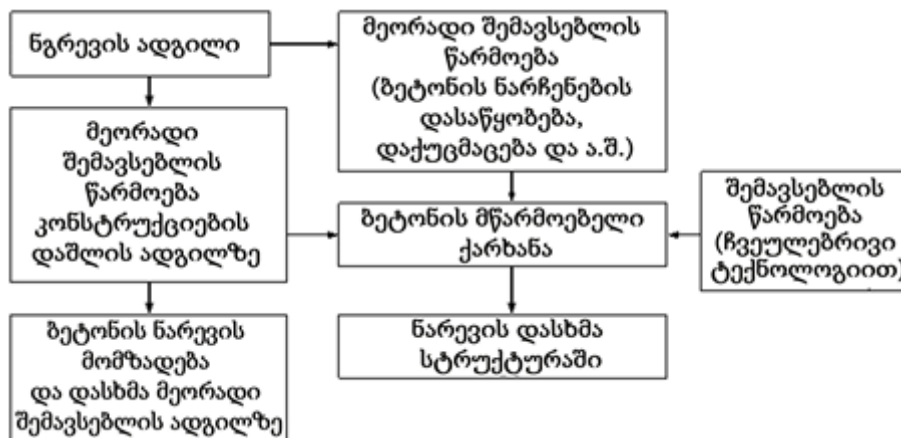 ნგრევის ადგილი
მეორადი შემავსებლის
წარმოება
(ბეტონის ნარჩენების
დასაწყობება,
დაქუცმაცება და ა.შ.)
მეორადი
შემავსებლის
წარმოება
კონსტრუქციების
დაშლის ადგილზე
ბეტონის მწარმოებელი
ქარხანა
შემავსებლის
წარმოება
(ჩვეულებრივი
ტექნოლოგიით)
ბეტონის ნარევის
მომზადება
და დასხმა მეორადი
შემავსებლის ადგილზე
ნარევის დასხმა
სტრუქტურაში